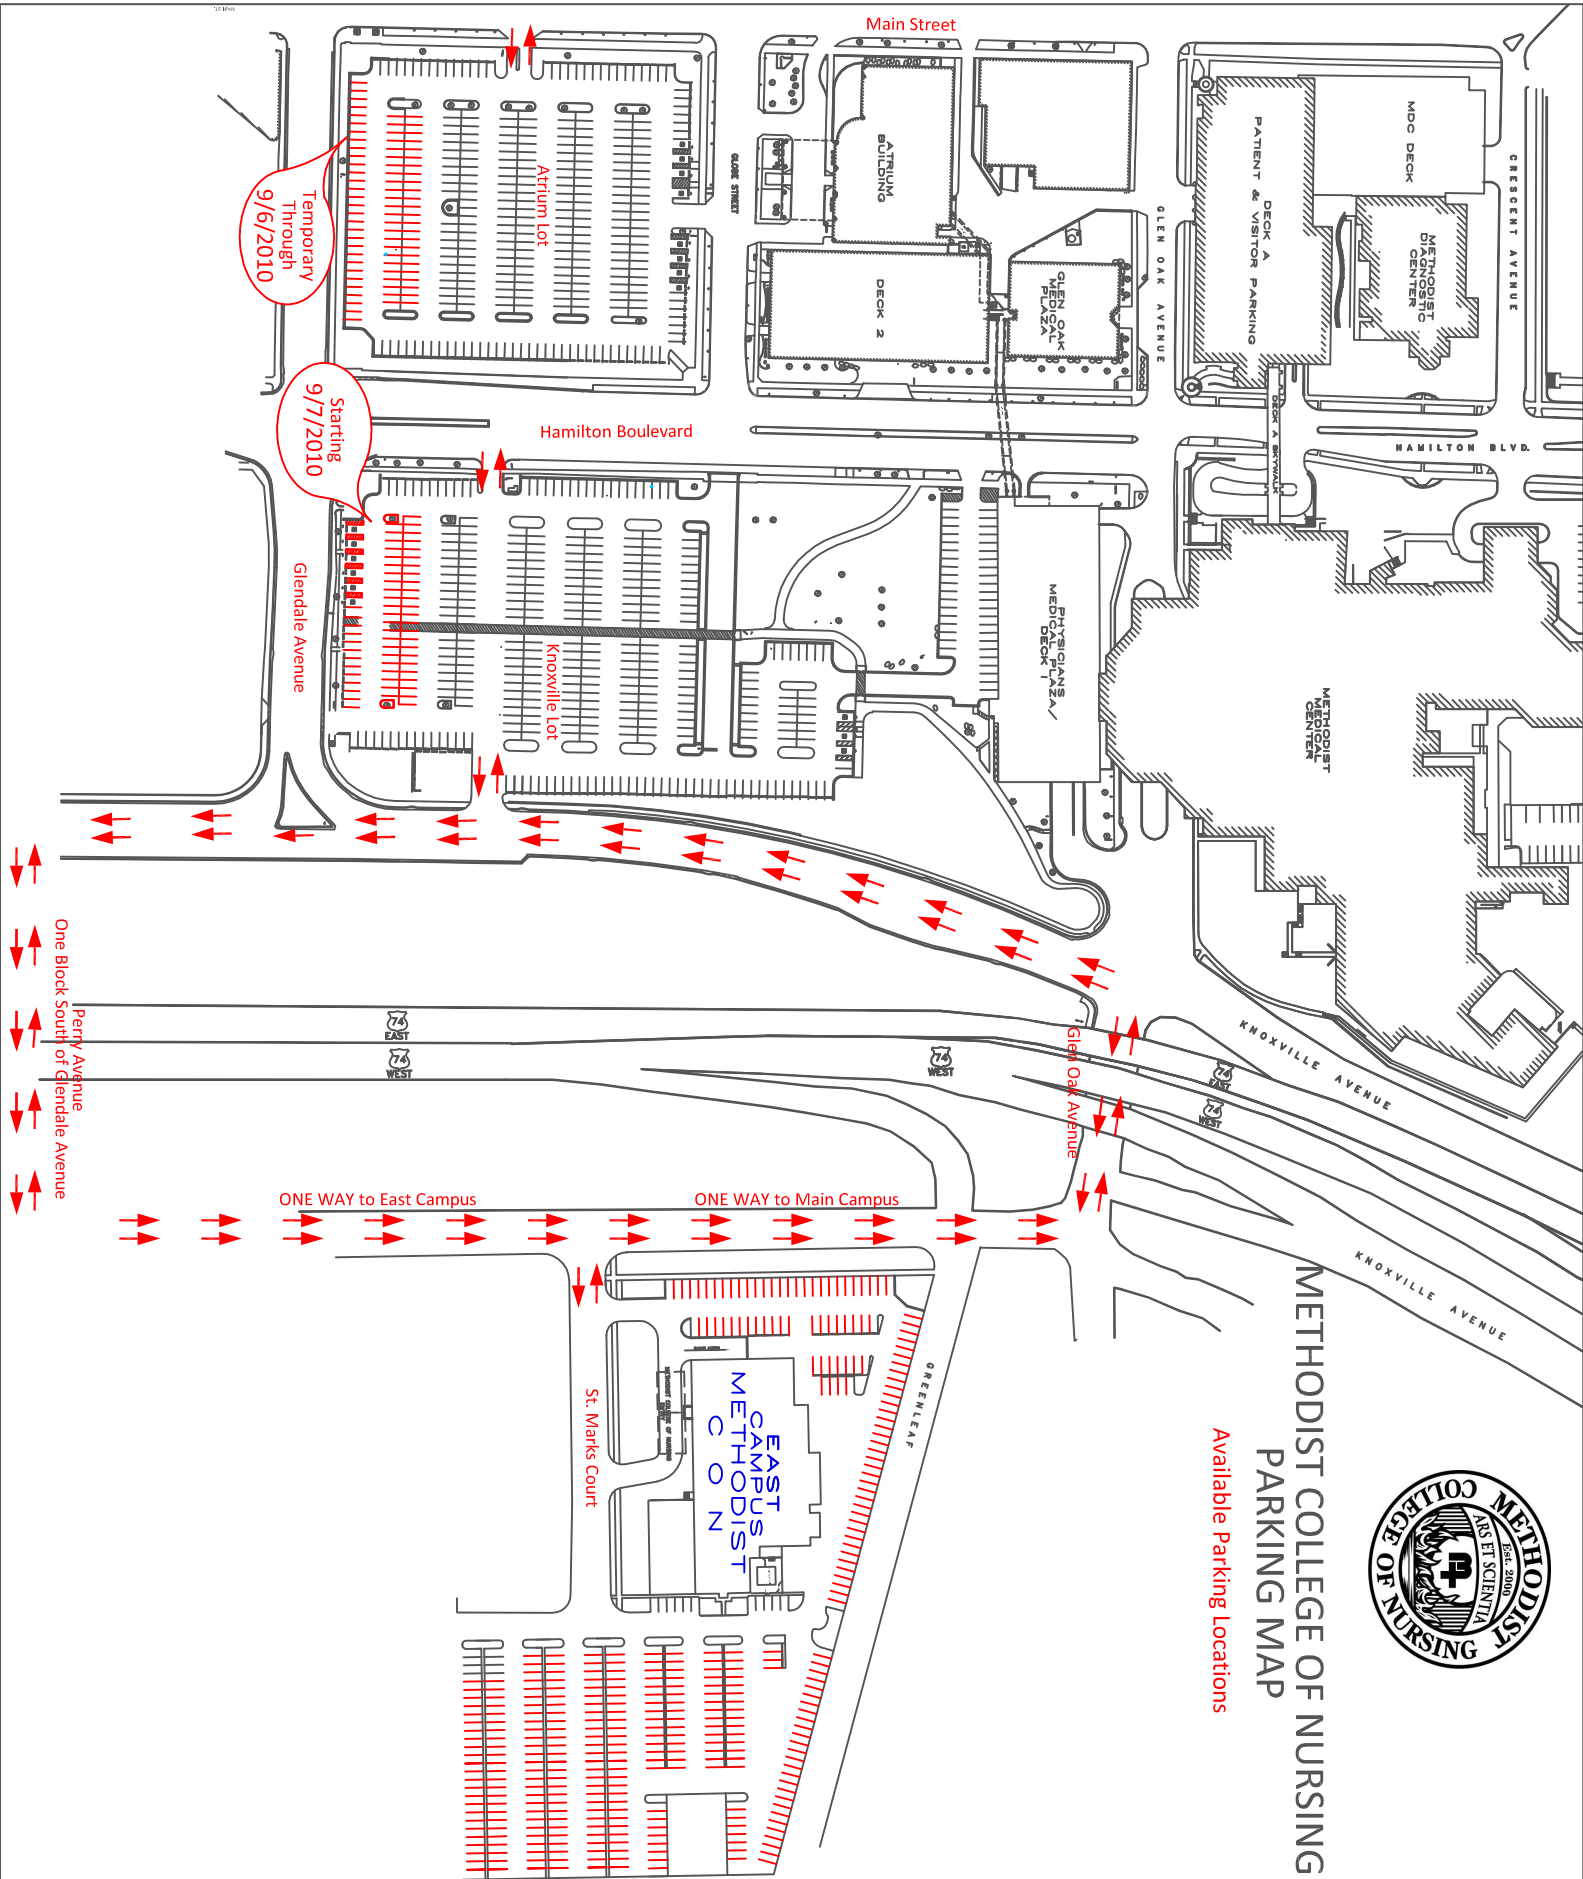 METHODIST COLLEGE OF NURSING
PARKING MAP
Available Parking Locations
METHODIST
COLLEGE OF NURSING
Est. 2000
ARS ET SCIENTIA
Main Street
Atrium Lot
Temporary
Through
9/6/2010
Starting
9/7/2010
GLOBE STREET
ATRIUM
BUILDING
DECK 2
GLEN OAK
MEDICAL
PLAZA
GLEN OAK AVENUE
DECK A
PATIENT & VISITOR PARKING
MDC DECK
METHODIST
DIAGNOSTIC
CENTER
CRESCENT AVENUE
Hamilton Boulevard
HAMILTON BLVD.
DECK A SKYWALK
Glendale Avenue
Knoxville Lot
PHYSICIANS
MEDICAL PLAZA/
DECK 1
METHODIST
MEDICAL
CENTER
Perry Avenue
One Block South of Glendale Avenue
74
EAST
74
WEST
74
WEST
74
EAST
74
WEST
Glen Oak Avenue
KNOXVILLE AVENUE
KNOXVILLE AVENUE
ONE WAY to East Campus
ONE WAY to Main Campus
St. Marks Court
GREENLEAF
EAST
CAMPUS
METHODIST
C O N